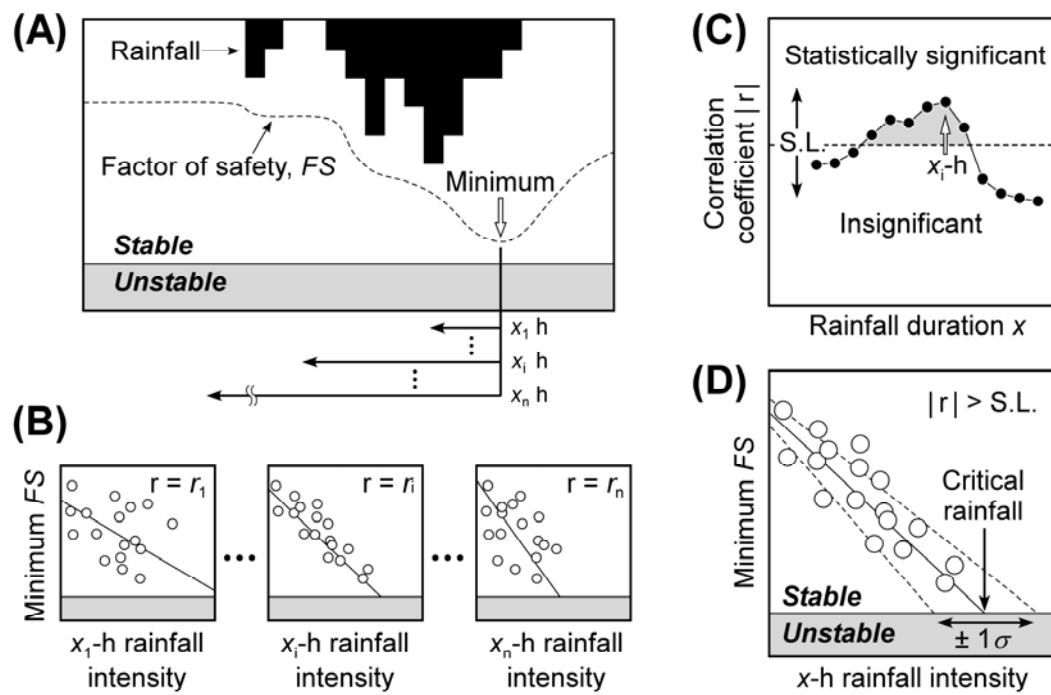 (A)
Rainfall
Factor of safety, FS
Minimum
Stable
Unstable
x₁ h
xᵢ h
xₙ h
(B)
Minimum FS
r = r₁
r = rᵢ
r = rₙ
x₁-h rainfall
intensity
xᵢ-h rainfall
intensity
xₙ-h rainfall
intensity
(C)
Correlation
coefficient | r |
Statistically significant
S.L.
xᵢ-h
Insignificant
Rainfall duration x
(D)
Minimum FS
| r | > S.L.
Critical
rainfall
Stable
Unstable
± 1σ
x-h rainfall intensity